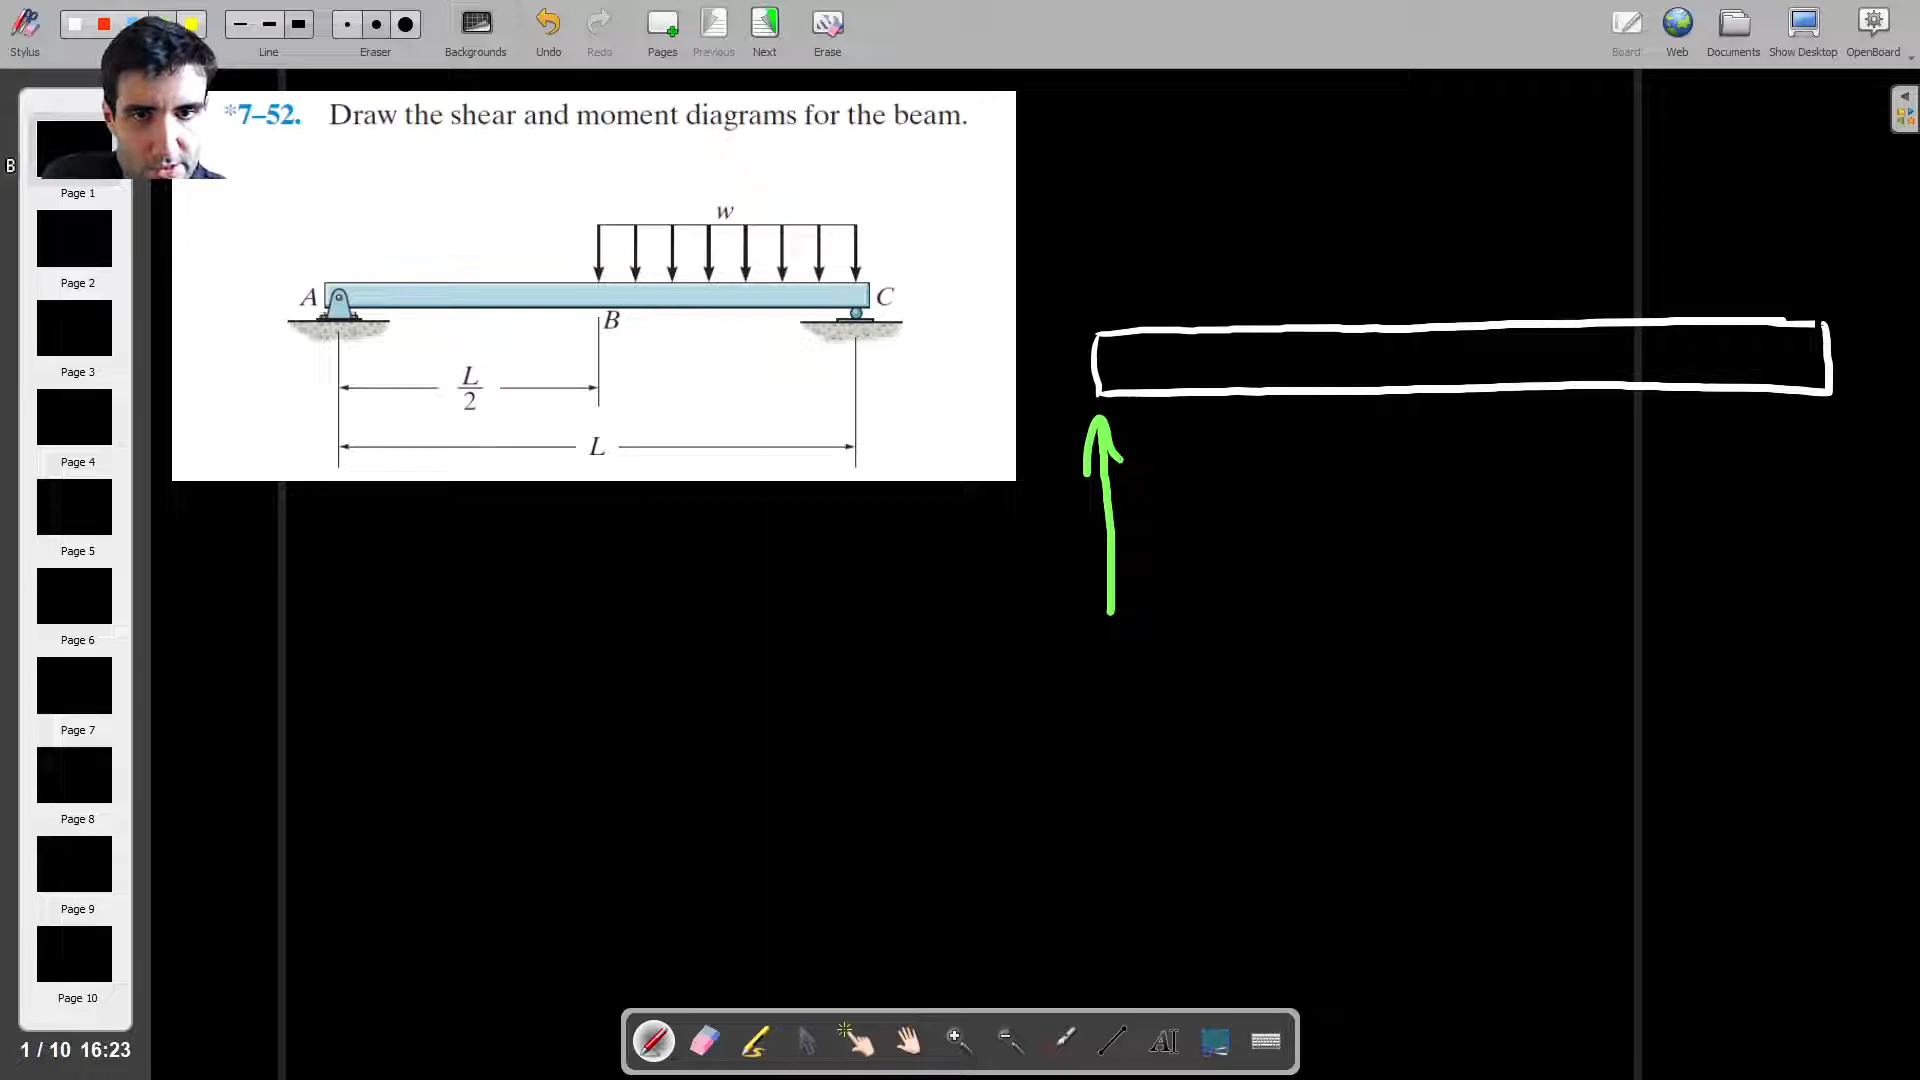 Stylus
Line
Eraser
Backgrounds
Undo
Redo
Pages
Previous
Next
Erase
Board
Web
Documents
Show Desktop
OpenBoard
B
Page 1
Page 2
Page 3
Page 4
Page 5
Page 6
Page 7
Page 8
Page 9
Page 10
1 / 10 16:23
*7–52. Draw the shear and moment diagrams for the beam.
w
A
C
B
L
2
L
AI